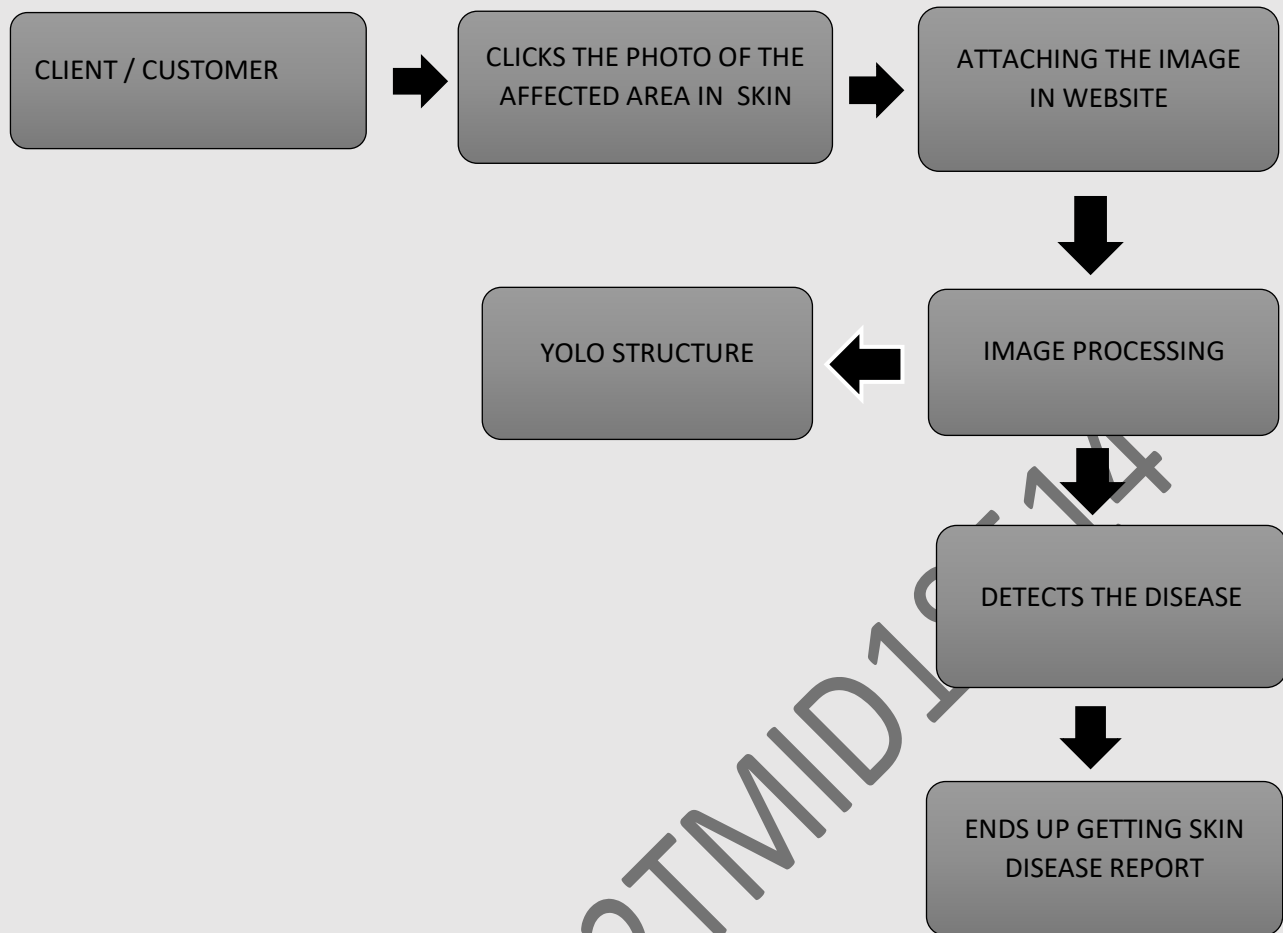 CLIENT / CUSTOMER
CLICKS THE PHOTO OF THE
AFFECTED AREA IN SKIN
ATTACHING THE IMAGE
IN WEBSITE
YOLO STRUCTURE
IMAGE PROCESSING
DETECTS THE DISEASE
ENDS UP GETTING SKIN
DISEASE REPORT